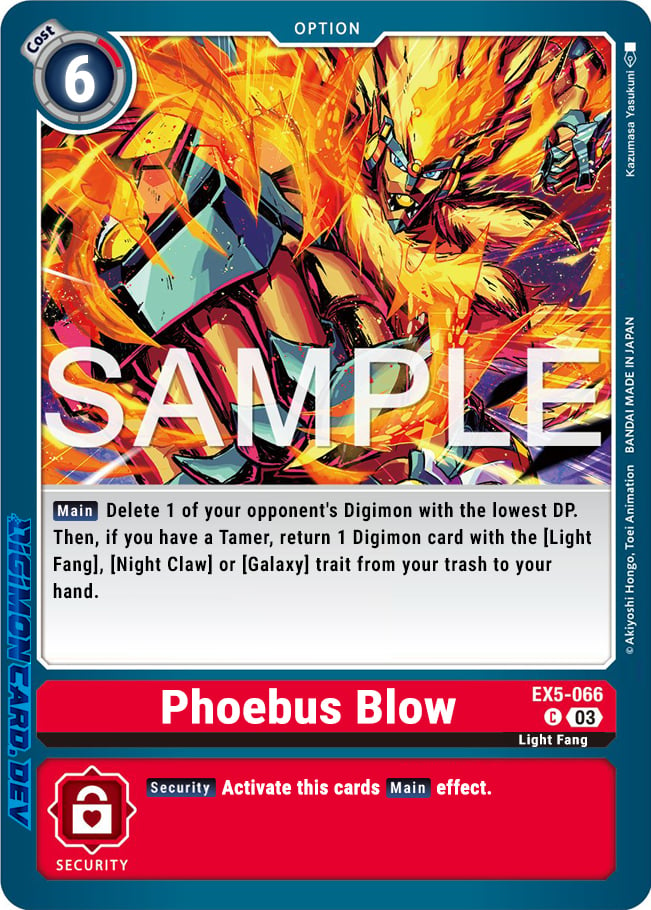 OPTION
Cost
6
Kazumasa Yasukuni
SAMPLE
Main Delete 1 of your opponent's Digimon with the lowest DP.
Then, if you have a Tamer, return 1 Digimon card with the [Light
Fang], [Night Claw] or [Galaxy] trait from your trash to your
hand.
© Akiyoshi Hongo, Toei Animation BANDAI MADE IN JAPAN
DIGIMONCARD.DEV
Phoebus Blow
EX5-066
C 03
Light Fang
Security Activate this cards Main effect.
SECURITY